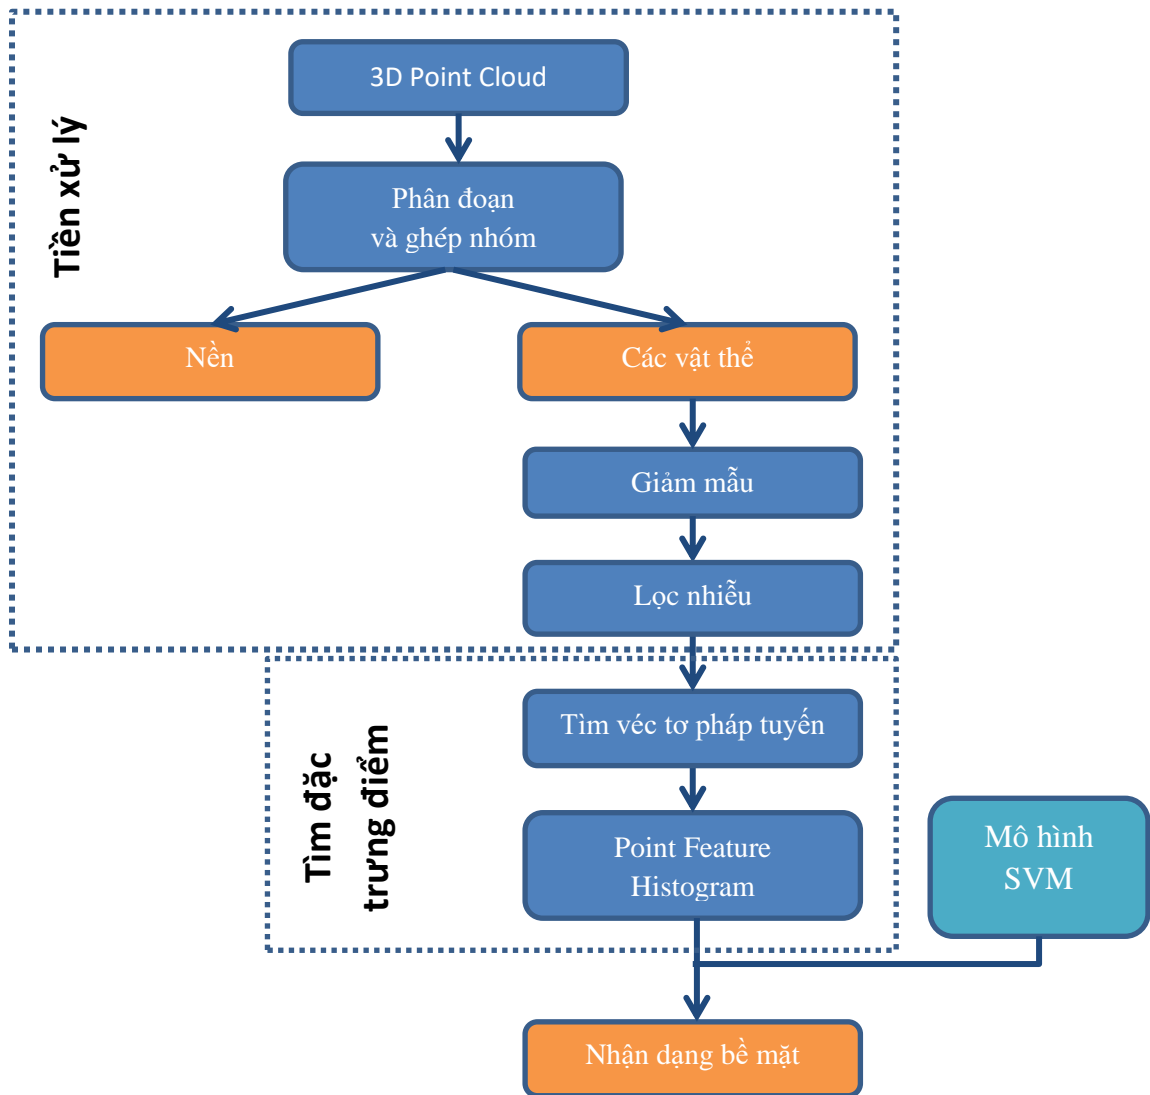 3D Point Cloud
Tiền xử lý
Phân đoạn
và ghép nhóm
Nền
Các vật thể
Giảm mẫu
Lọc nhiễu
Tìm đặc
trưng điểm
Tìm véc tơ pháp tuyến
Point Feature
Histogram
Mô hình
SVM
Nhận dạng bề mặt